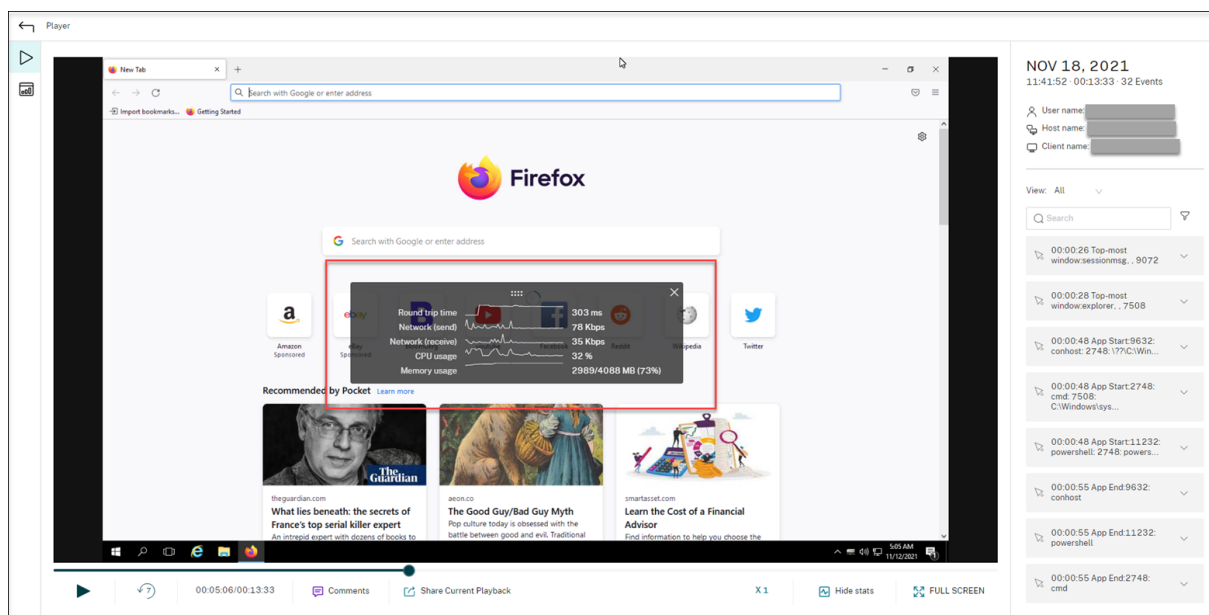 Player
New Tab
Search with Google or enter address
Import bookmarks...
Getting Started
Firefox
Search with Google or enter address
Round trip time 303 ms
Network (send) 78 Kbps
Network (receive) 35 Kbps
CPU usage 32 %
Memory usage 2989/4088 MB (73%)
a
ebay
B
Amazon
Sponsored
eBay
Facebook
Reddit
Wikipedia
Twitter
Recommended by Pocket Learn more
The
Guardian
theguardian.com
What lies beneath: the secrets of
France's top serial killer expert
An intrepid expert with dozens of books to
aeon.co
The Good Guy/Bad Guy Myth
Pop culture today is obsessed with the
battle between good and evil. Traditional
smartasset.com
Learn the Cost of a Financial
Advisor
Find information to help you choose the
5:05 AM
11/12/2021
7
00:05:06/00:13:33
Comments
Share Current Playback
X 1
Hide stats
FULL SCREEN
NOV 18, 2021
11:41:52 · 00:13:33 · 32 Events
User name:
Host name:
Client name:
View: All
Search
00:00:26 Top-most
window:sessionmsg, , 9072
00:00:28 Top-most
window:explorer, , 7508
00:00:48 App Start:9632:
conhost: 2748: \??\C:\Win...
00:00:48 App Start:2748:
cmd: 7508:
C:\Windows\sys...
00:00:48 App Start:11232:
powershell: 2748: powers...
00:00:55 App End:9632:
conhost
00:00:55 App End:11232:
powershell
00:00:55 App End:2748:
cmd